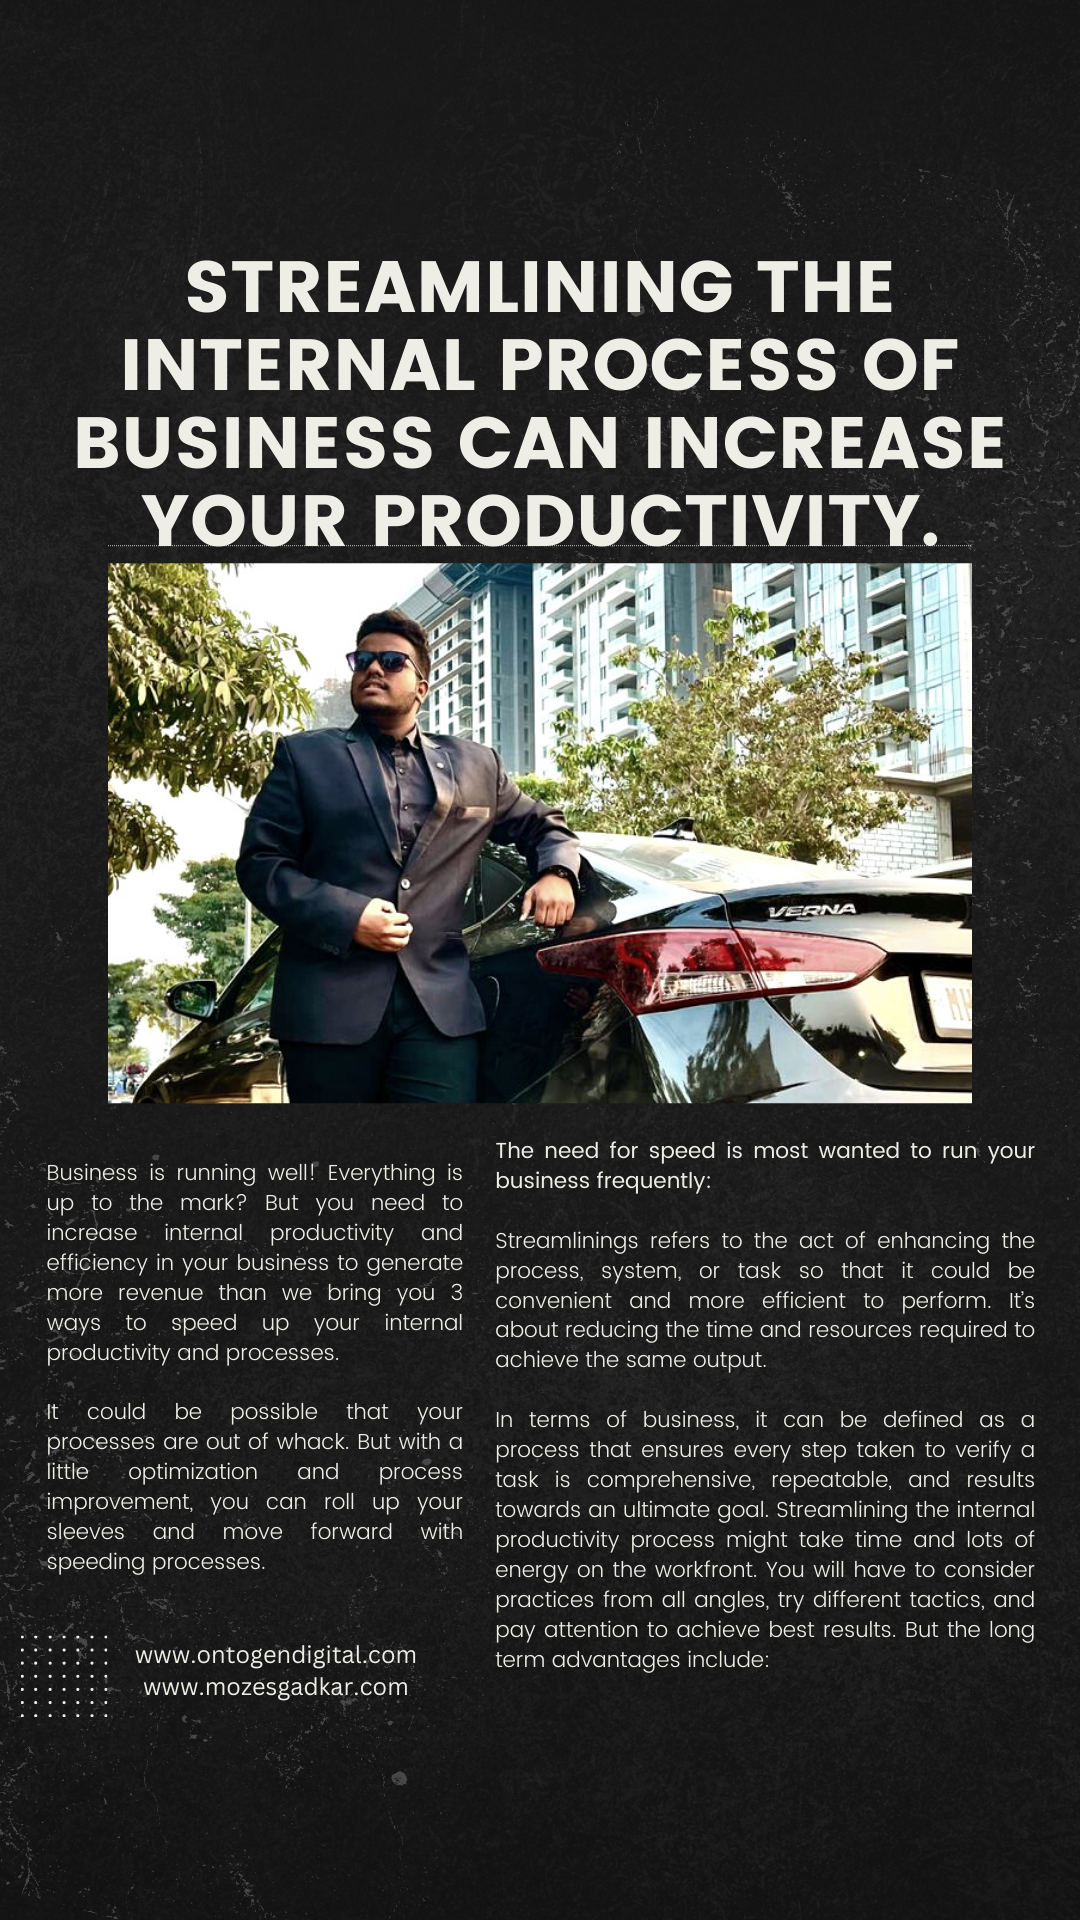 STREAMLINING THE
INTERNAL PROCESS OF
BUSINESS CAN INCREASE
YOUR PRODUCTIVITY.
VERNA
MH
Business is running well! Everything is
up to the mark? But you need to
increase internal productivity and
efficiency in your business to generate
more revenue than we bring you 3
ways to speed up your internal
productivity and processes.
It could be possible that your
processes are out of whack. But with a
little optimization and process
improvement, you can roll up your
sleeves and move forward with
speeding processes.
www.ontogendigital.com
www.mozesgadkar.com
The need for speed is most wanted to run your
business frequently:
Streamlinings refers to the act of enhancing the
process, system, or task so that it could be
convenient and more efficient to perform. It’s
about reducing the time and resources required to
achieve the same output.
In terms of business, it can be defined as a
process that ensures every step taken to verify a
task is comprehensive, repeatable, and results
towards an ultimate goal. Streamlining the internal
productivity process might take time and lots of
energy on the workfront. You will have to consider
practices from all angles, try different tactics, and
pay attention to achieve best results. But the long
term advantages include: